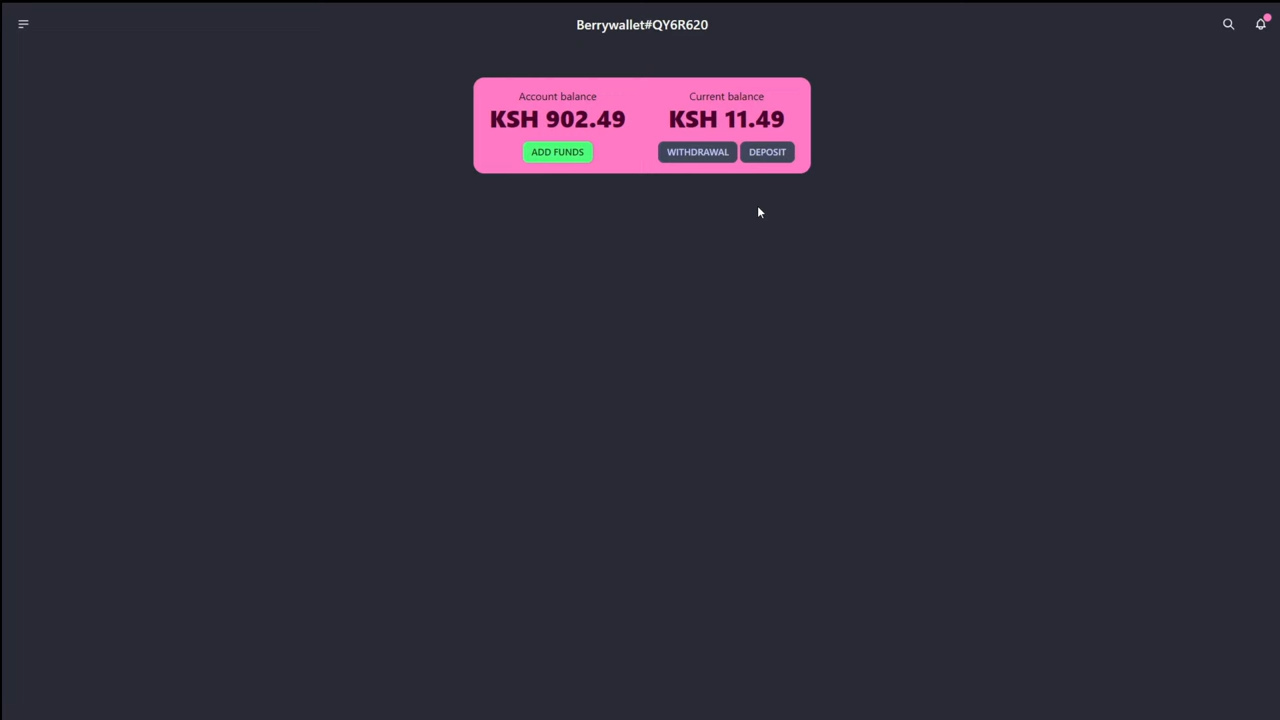 Berrywallet#QY6R620
Account balance
KSH 902.49
ADD FUNDS
Current balance
KSH 11.49
WITHDRAWAL
DEPOSIT